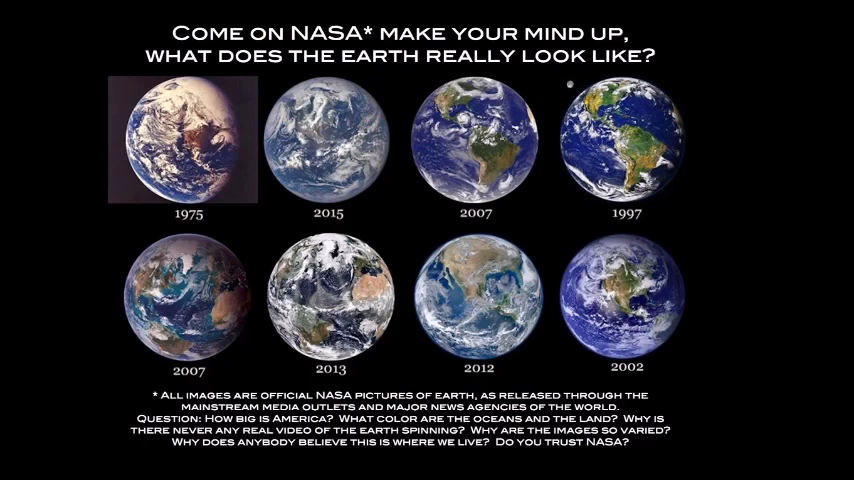 COME ON NASA* MAKE YOUR MIND UP,
WHAT DOES THE EARTH REALLY LOOK LIKE?
1975 2015 2007 1997
2007 2013 2012 2002
* ALL IMAGES ARE OFFICIAL NASA PICTURES OF EARTH, AS RELEASED THROUGH THE
MAINSTREAM MEDIA OUTLETS AND MAJOR NEWS AGENCIES OF THE WORLD.
QUESTION: HOW BIG IS AMERICA? WHAT COLOR ARE THE OCEANS AND THE LAND? WHY IS
THERE NEVER ANY REAL VIDEO OF THE EARTH SPINNING? WHY ARE THE IMAGES SO VARIED?
WHY DOES ANYBODY BELIEVE THIS IS WHERE WE LIVE? DO YOU TRUST NASA?